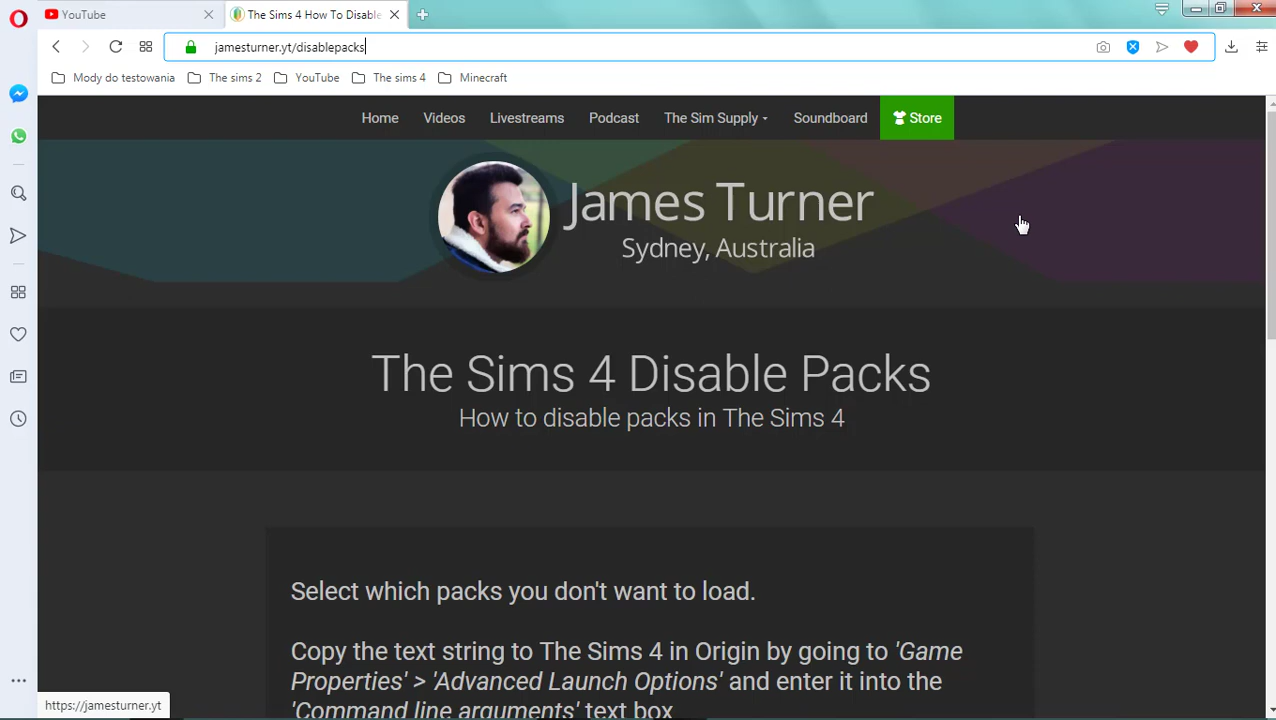 YouTube
The Sims 4 How To Disable
jamesturner.yt/disablepacks
Mody do testowania
The sims 2
YouTube
The sims 4
Minecraft
Home
Videos
Livestreams
Podcast
The Sim Supply
Soundboard
Store
James Turner
Sydney, Australia
The Sims 4 Disable Packs
How to disable packs in The Sims 4
Select which packs you don't want to load.
Copy the text string to The Sims 4 in Origin by going to 'Game
Properties' > 'Advanced Launch Options' and enter it into the
'Command line arguments' text box.
https://jamesturner.yt